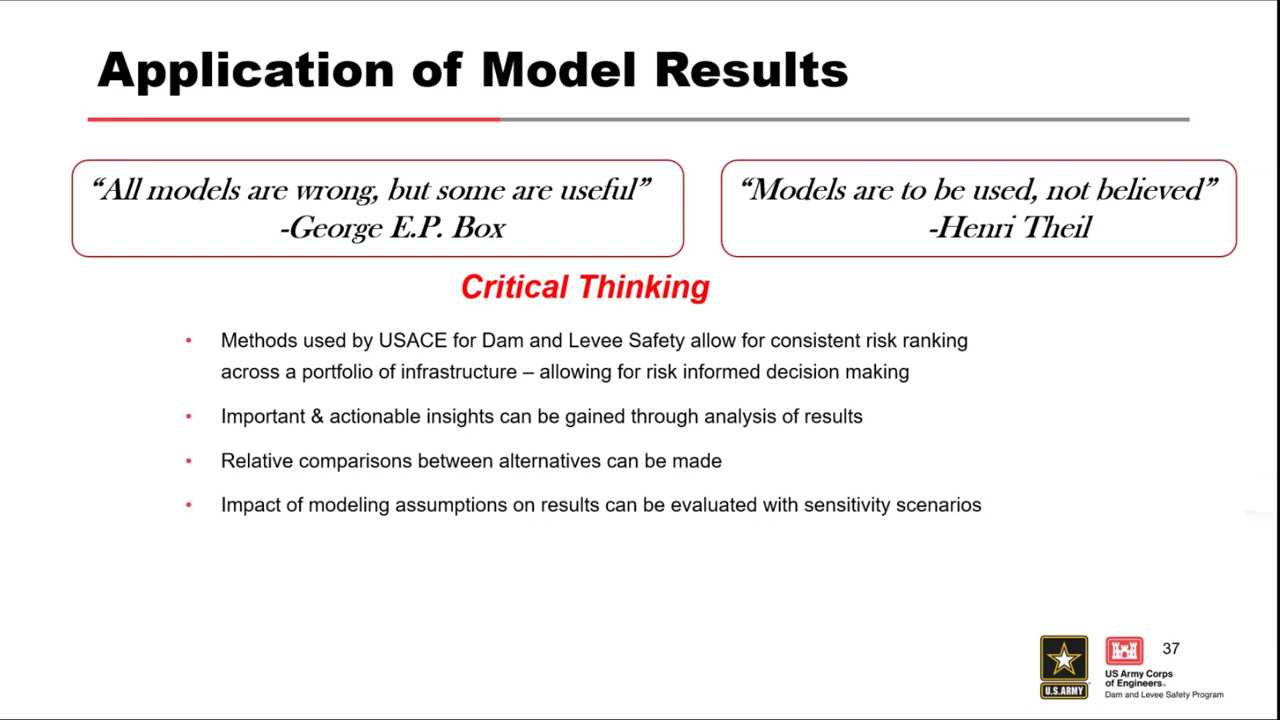 Application of Model Results
“All models are wrong, but some are useful”
-George E.P. Box
“Models are to be used, not believed”
-Henri Theil
Critical Thinking
• Methods used by USACE for Dam and Levee Safety allow for consistent risk ranking
across a portfolio of infrastructure – allowing for risk informed decision making
• Important & actionable insights can be gained through analysis of results
• Relative comparisons between alternatives can be made
• Impact of modeling assumptions on results can be evaluated with sensitivity scenarios
37
U.S.ARMY
US Army Corps
of Engineers®
Dam and Levee Safety Program